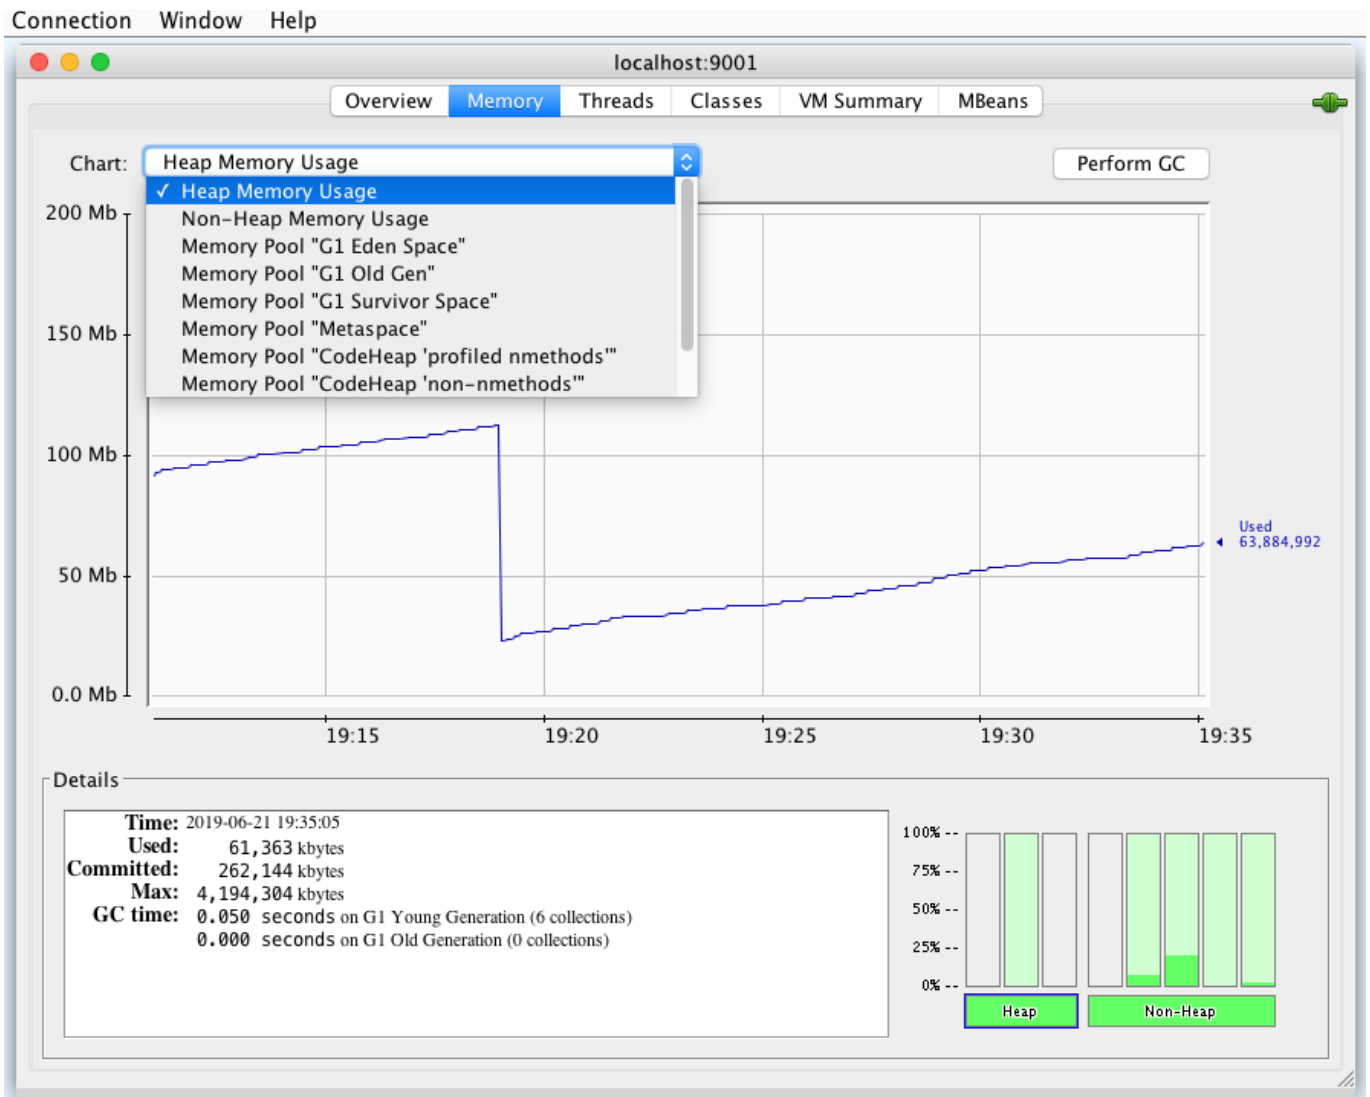 Connection Window Help
localhost:9001
Overview Memory Threads Classes VM Summary MBeans
Chart: Heap Memory Usage Perform GC
✓ Heap Memory Usage
Non-Heap Memory Usage
Memory Pool "G1 Eden Space"
Memory Pool "G1 Old Gen"
Memory Pool "G1 Survivor Space"
Memory Pool "Metaspace"
Memory Pool "CodeHeap 'profiled nmethods'"
Memory Pool "CodeHeap 'non-nmethods'"
200 Mb
150 Mb
100 Mb
50 Mb
0.0 Mb
Used
63,884,992
19:15 19:20 19:25 19:30 19:35
Details
Time: 2019-06-21 19:35:05
Used: 61,363 kbytes
Committed: 262,144 kbytes
Max: 4,194,304 kbytes
GC time: 0.050 seconds on G1 Young Generation (6 collections)
0.000 seconds on G1 Old Generation (0 collections)
100% --
75% --
50% --
25% --
0% --
Heap Non-Heap